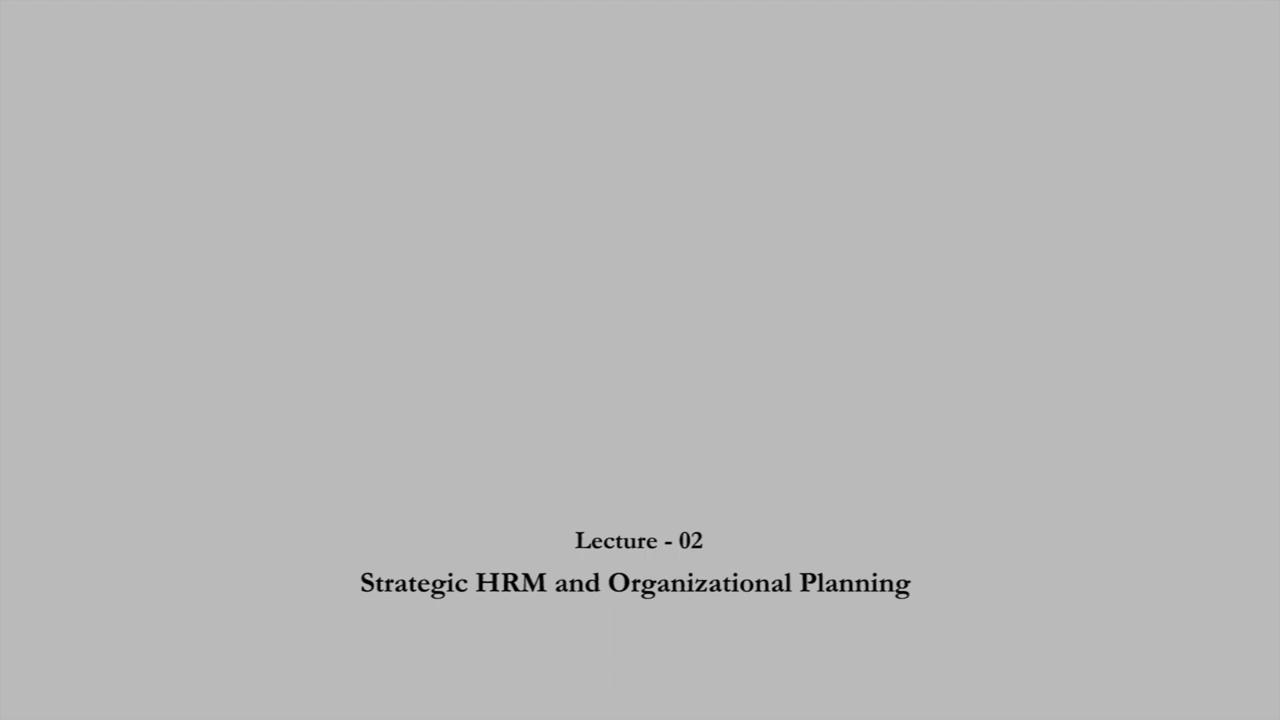 Lecture - 02
Strategic HRM and Organizational Planning